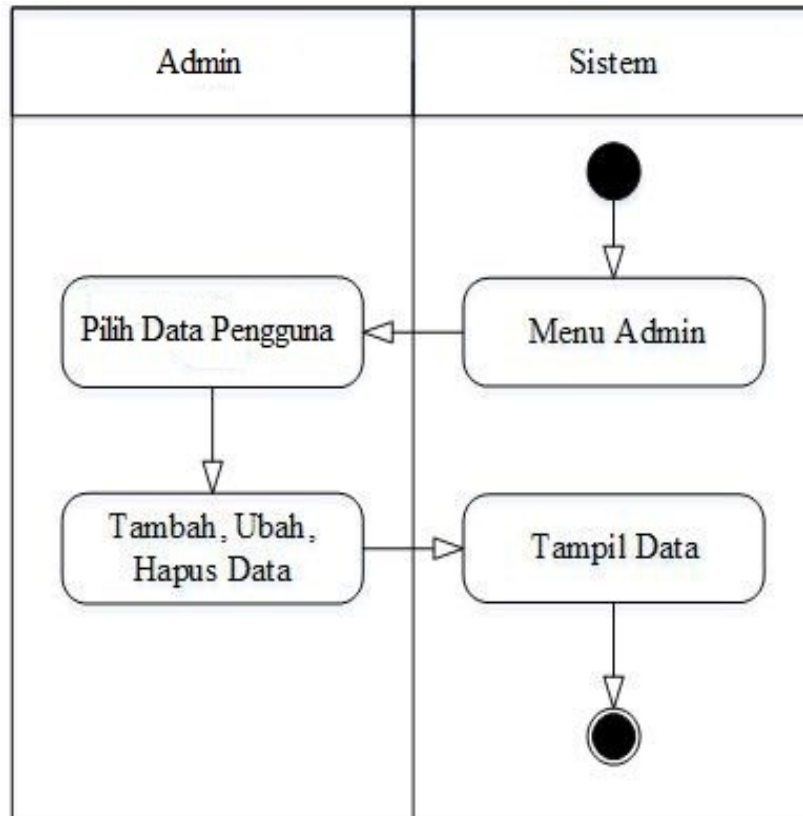 Admin
Sistem
Menu Admin
Pilih Data Pengguna
Tambah, Ubah,
Hapus Data
Tampil Data